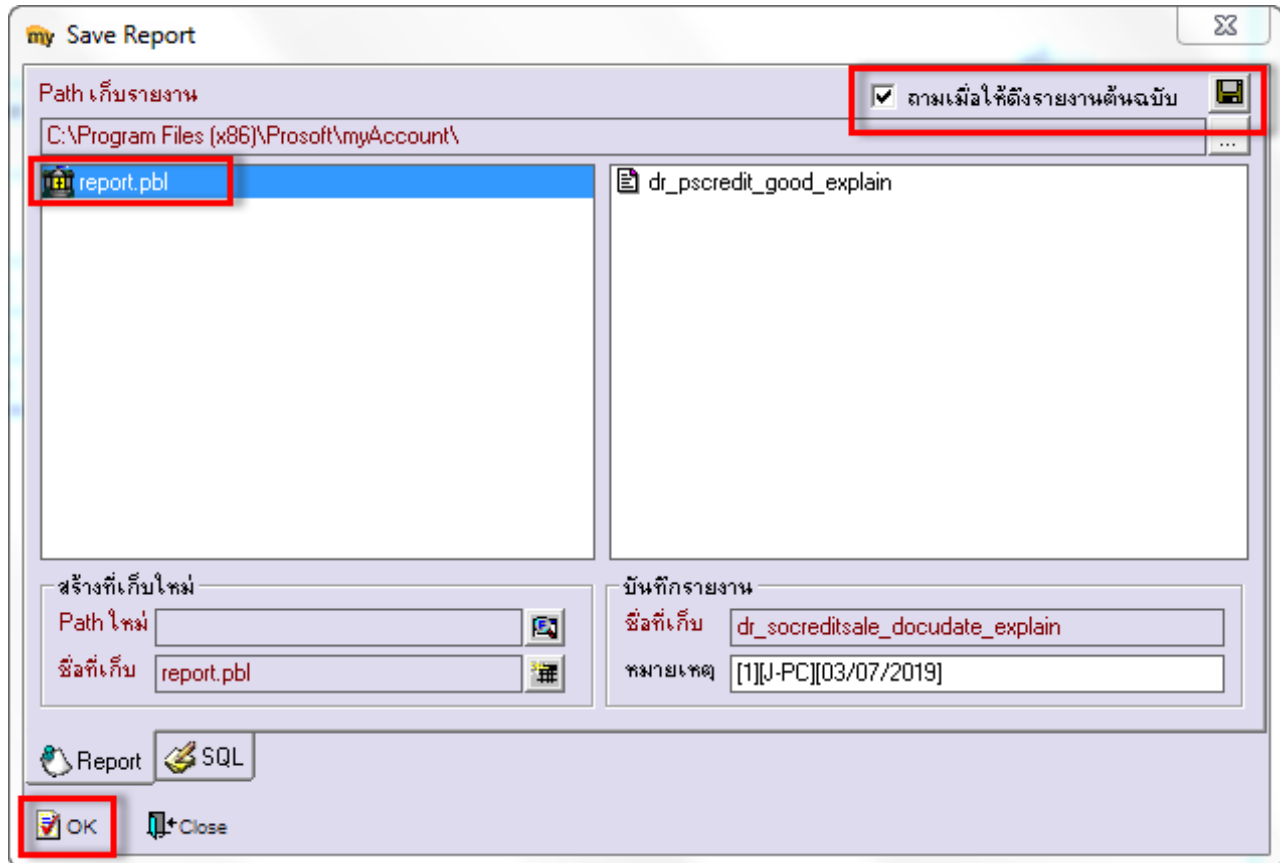 my Save Report
Path เก็บรายงาน
ถามเมื่อให้ดึงรายงานต้นฉบับ
C:\Program Files (x86)\Prosoft\myAccount\
...
report.pbl
dr_pscredit_good_explain
สร้างที่เก็บใหม่
Path ใหม่
ชื่อที่เก็บ report.pbl
บันทึกรายงาน
ชื่อที่เก็บ dr_socreditsale_docudate_explain
หมายเหตุ [1][J-PC][03/07/2019]
Report SQL
OK Close